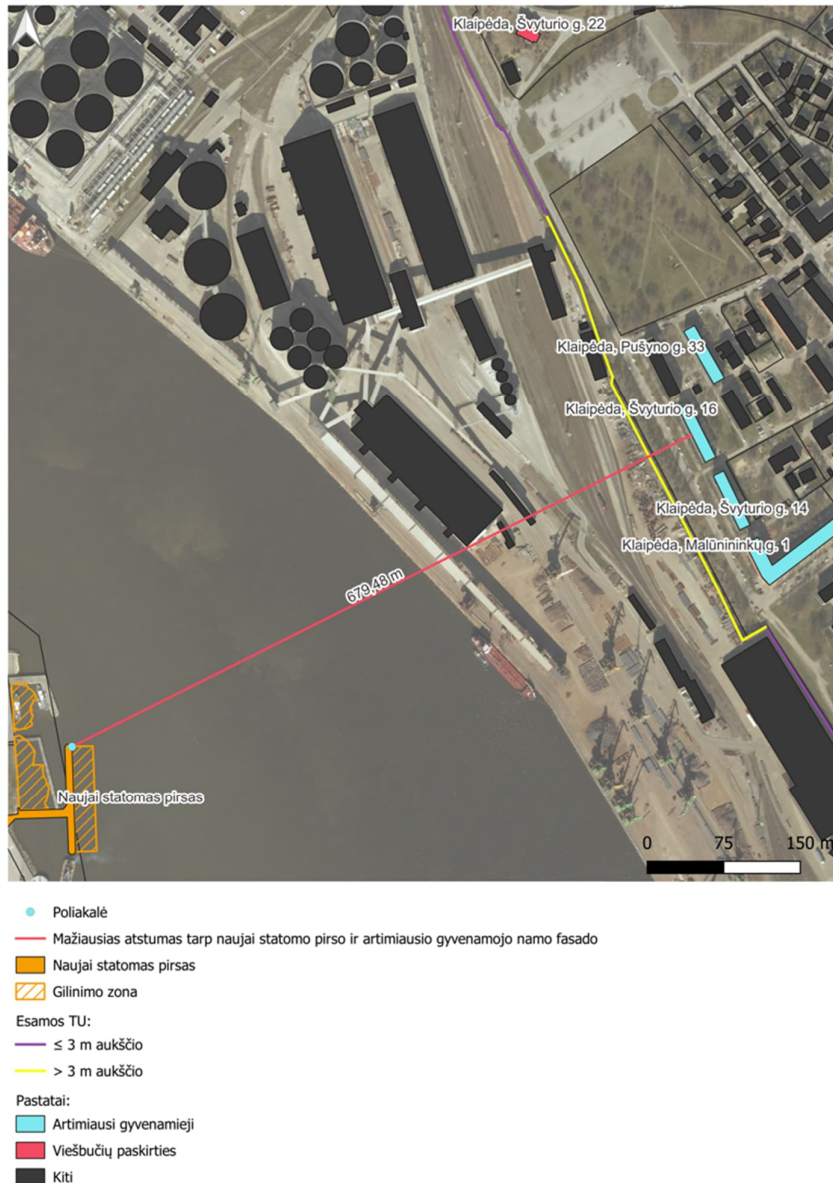 Klaipėda, Švyturio g. 22
Klaipėda, Pušyno g. 33
Klaipėda, Švyturio g. 16
Klaipėda, Švyturio g. 14
Klaipėda, Malūnininkų g. 1
679,48 m
Naujai statomas pirsas
0 75 150 m
Poliakalė
Mažiausias atstumas tarp naujai statomo pirso ir artimiausio gyvenamojo namo fasado
Naujai statomas pirsas
Gilinimo zona
Esamos TU:
≤ 3 m aukščio
> 3 m aukščio
Pastatai:
Artimiausi gyvenamieji
Viešbučių paskirties
Kiti